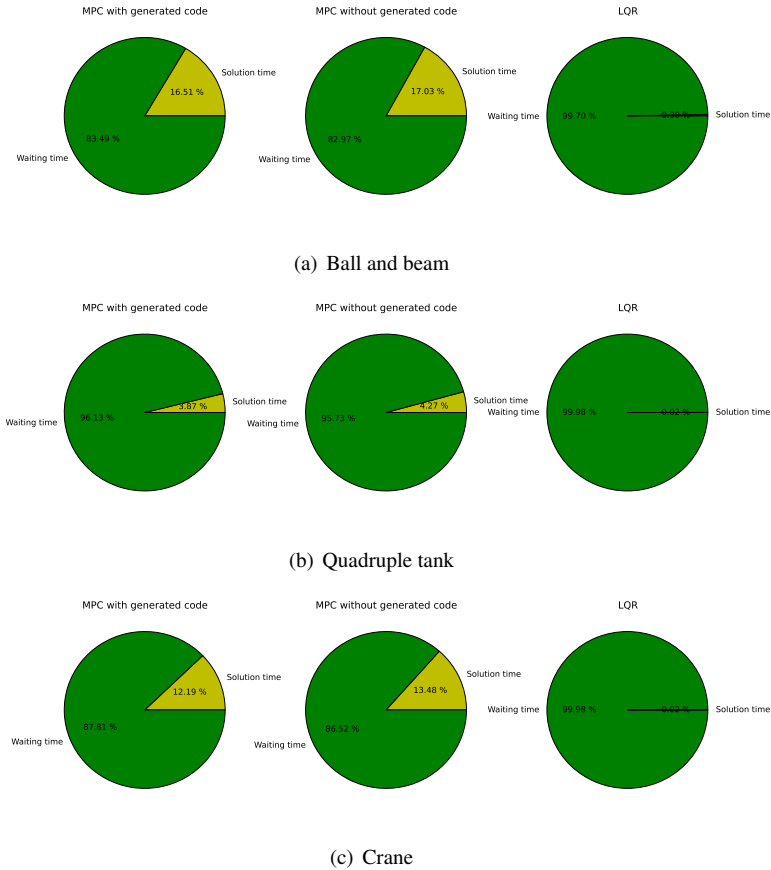 MPC with generated code
Solution time
16.51 %
83.49 %
Waiting time
MPC without generated code
Solution time
17.03 %
82.97 %
Waiting time
LQR
Waiting time
99.70 %
0.30 %
Solution time
(a) Ball and beam
MPC with generated code
Solution time
3.87 %
96.13 %
Waiting time
MPC without generated code
Solution time
4.27 %
95.73 %
Waiting time
LQR
Waiting time
99.98 %
0.02 %
Solution time
(b) Quadruple tank
MPC with generated code
Solution time
12.19 %
87.81 %
Waiting time
MPC without generated code
Solution time
13.48 %
86.52 %
Waiting time
LQR
Waiting time
99.98 %
0.02 %
Solution time
(c) Crane